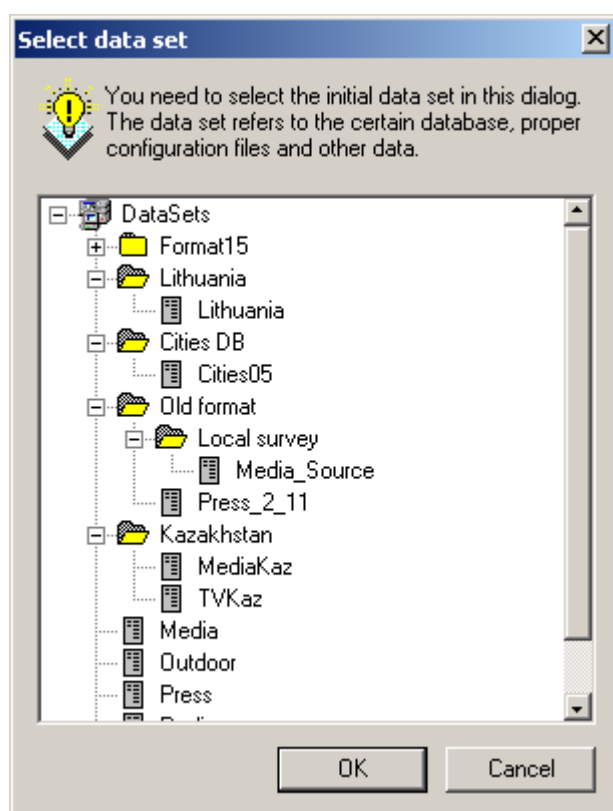 Select data set
You need to select the initial data set in this dialog.
The data set refers to the certain database, proper
configuration files and other data.
DataSets
Format15
Lithuania
Lithuania
Cities DB
Cities05
Old format
Local survey
Media_Source
Press_2_11
Kazakhstan
MediaKaz
TVKaz
Media
Outdoor
Press
OK
Cancel